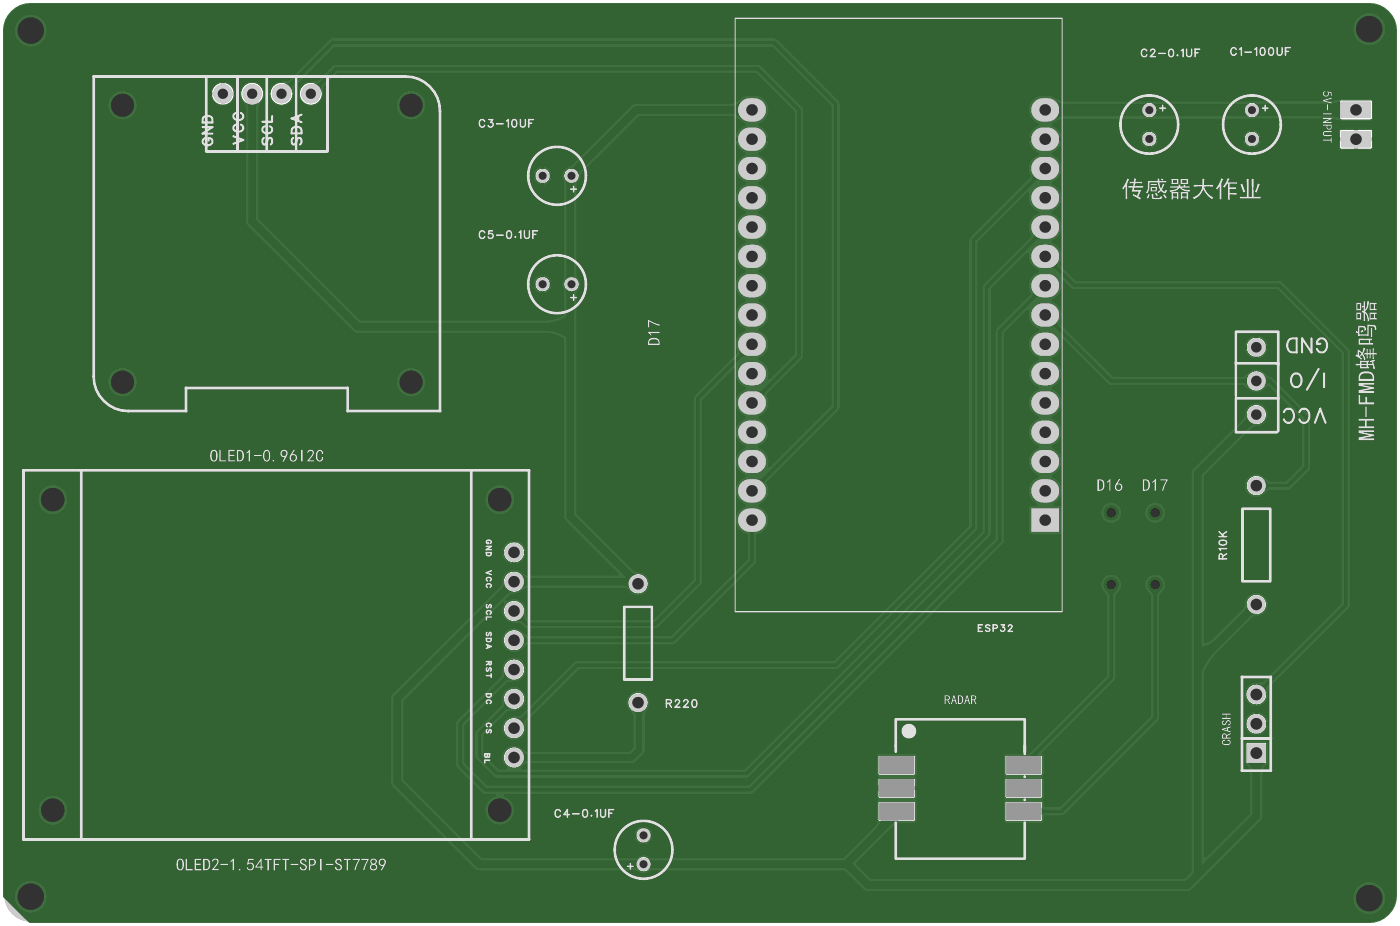 C2-0.1UF
C1-100UF
5V-INPUT
GND
VCC
SCL
SDA
C3-10UF
传感器大作业
C5-0.1UF
D17
GND
I/O
VCC
MH-FMD蜂鸣器
OLED1-0.96I2C
D16
D17
R10K
GND
VCC
SCL
SDA
RST
DC
CS
BL
ESP32
R220
RADAR
CRASH
C4-0.1UF
OLED2-1.54TFT-SPI-ST7789